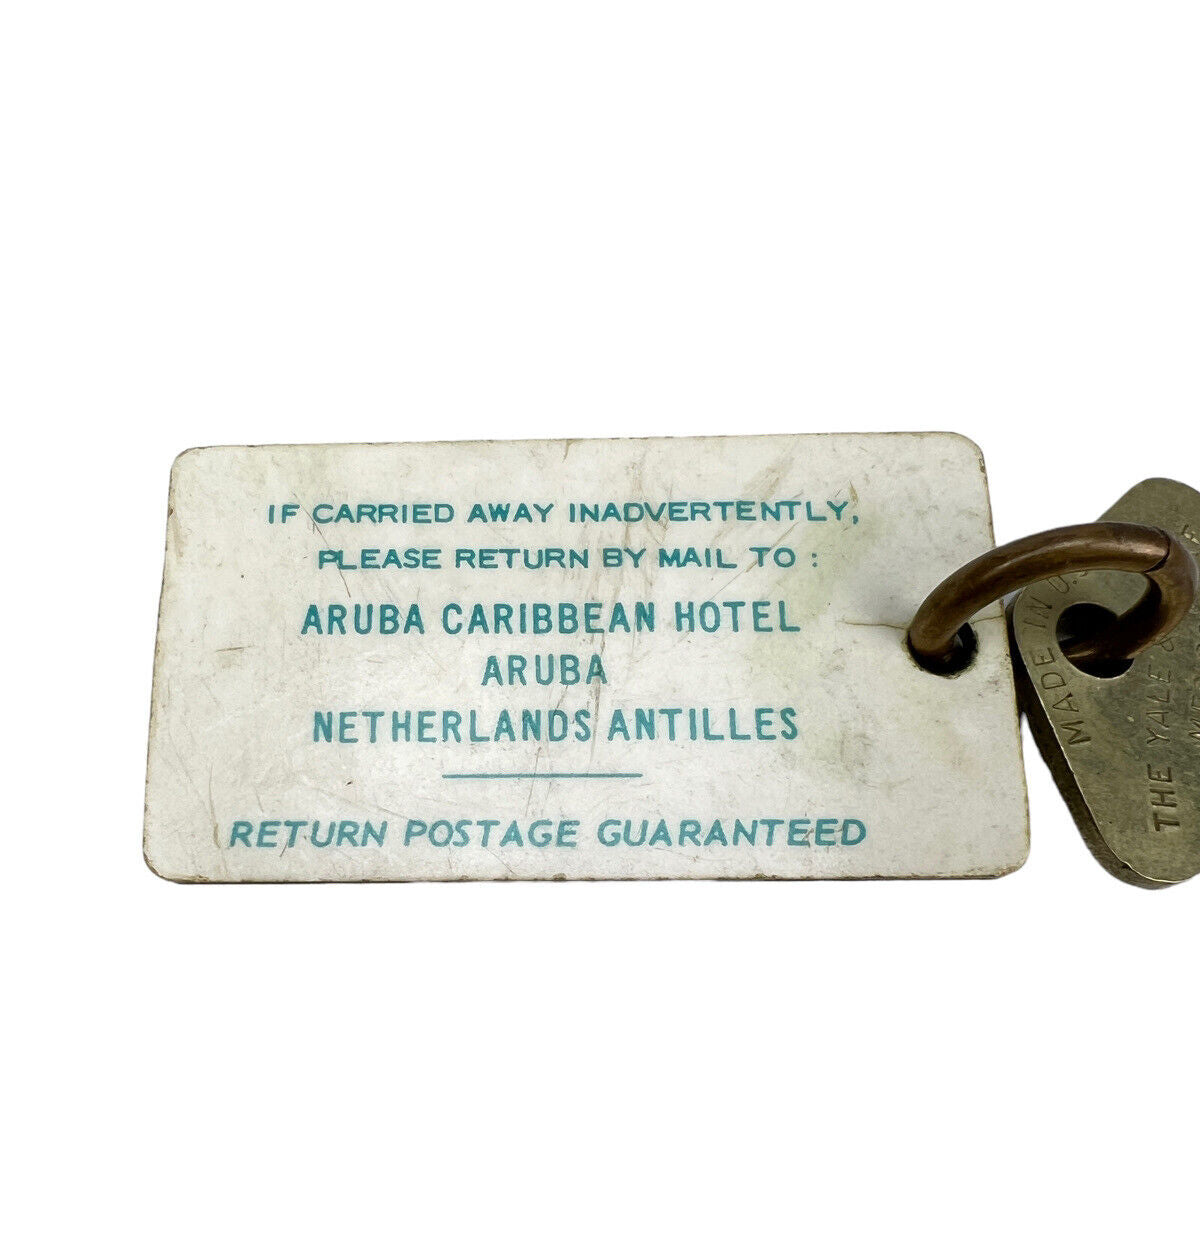 IF CARRIED AWAY INADVERTENTLY,
PLEASE RETURN BY MAIL TO :
ARUBA CARIBBEAN HOTEL
ARUBA
NETHERLANDS ANTILLES
RETURN POSTAGE GUARANTEED
MADE IN U.S.
THE YALE &